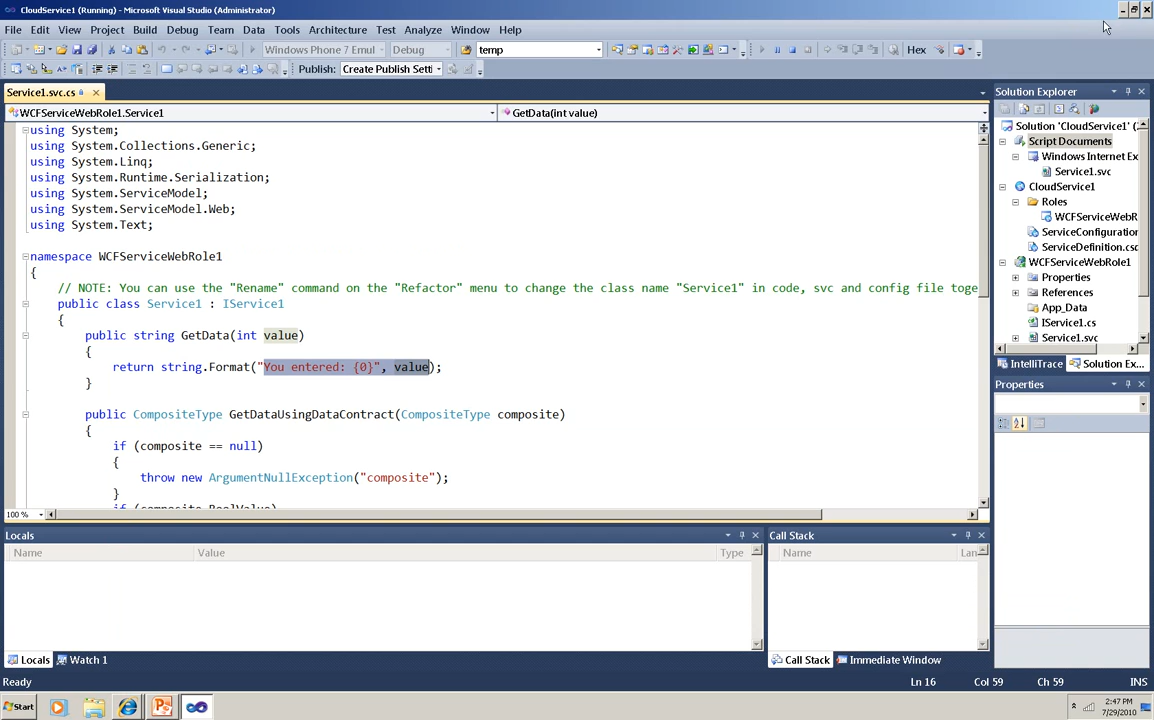 CloudService1 (Running) - Microsoft Visual Studio (Administrator)
File Edit View Project Build Debug Team Data Tools Architecture Test Analyze Window Help
Windows Phone 7 Emul Debug temp Hex
Publish: Create Publish Setti
Service1.svc.cs
WCFServiceWebRole1.Service1 GetData(int value)
using System;
using System.Collections.Generic;
using System.Linq;
using System.Runtime.Serialization;
using System.ServiceModel;
using System.ServiceModel.Web;
using System.Text;
namespace WCFServiceWebRole1
{
// NOTE: You can use the "Rename" command on the "Refactor" menu to change the class name "Service1" in code, svc and config file toge
public class Service1 : IService1
{
public string GetData(int value)
{
return string.Format("You entered: {0}", value);
}
public CompositeType GetDataUsingDataContract(CompositeType composite)
{
if (composite == null)
{
throw new ArgumentNullException("composite");
}
if (composite.BoolValue)
100 %
Solution Explorer
Solution 'CloudService1' (
Script Documents
Windows Internet Ex
Service1.svc
CloudService1
Roles
WCFServiceWebR
ServiceConfiguration
ServiceDefinition.csd
WCFServiceWebRole1
Properties
References
App_Data
IService1.cs
Service1.svc
IntelliTrace Solution Ex...
Properties
Locals
Name Value Type
Locals Watch 1
Call Stack
Name Lan
Call Stack Immediate Window
Ready Ln 16 Col 59 Ch 59 INS
Start
2:47 PM
7/29/2010